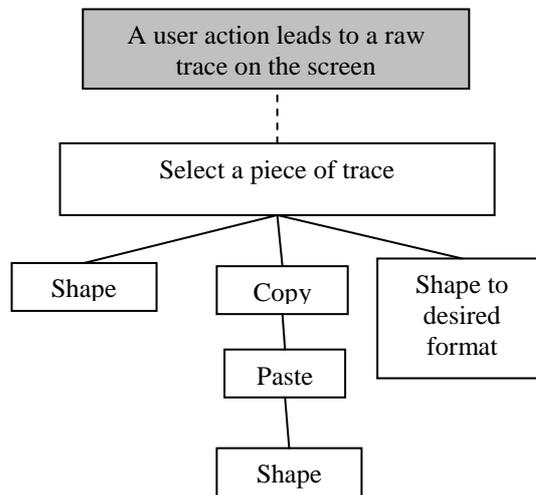 A user action leads to a raw
trace on the screen
Select a piece of trace
Shape
Copy
Shape to
desired
format
Paste
Shape